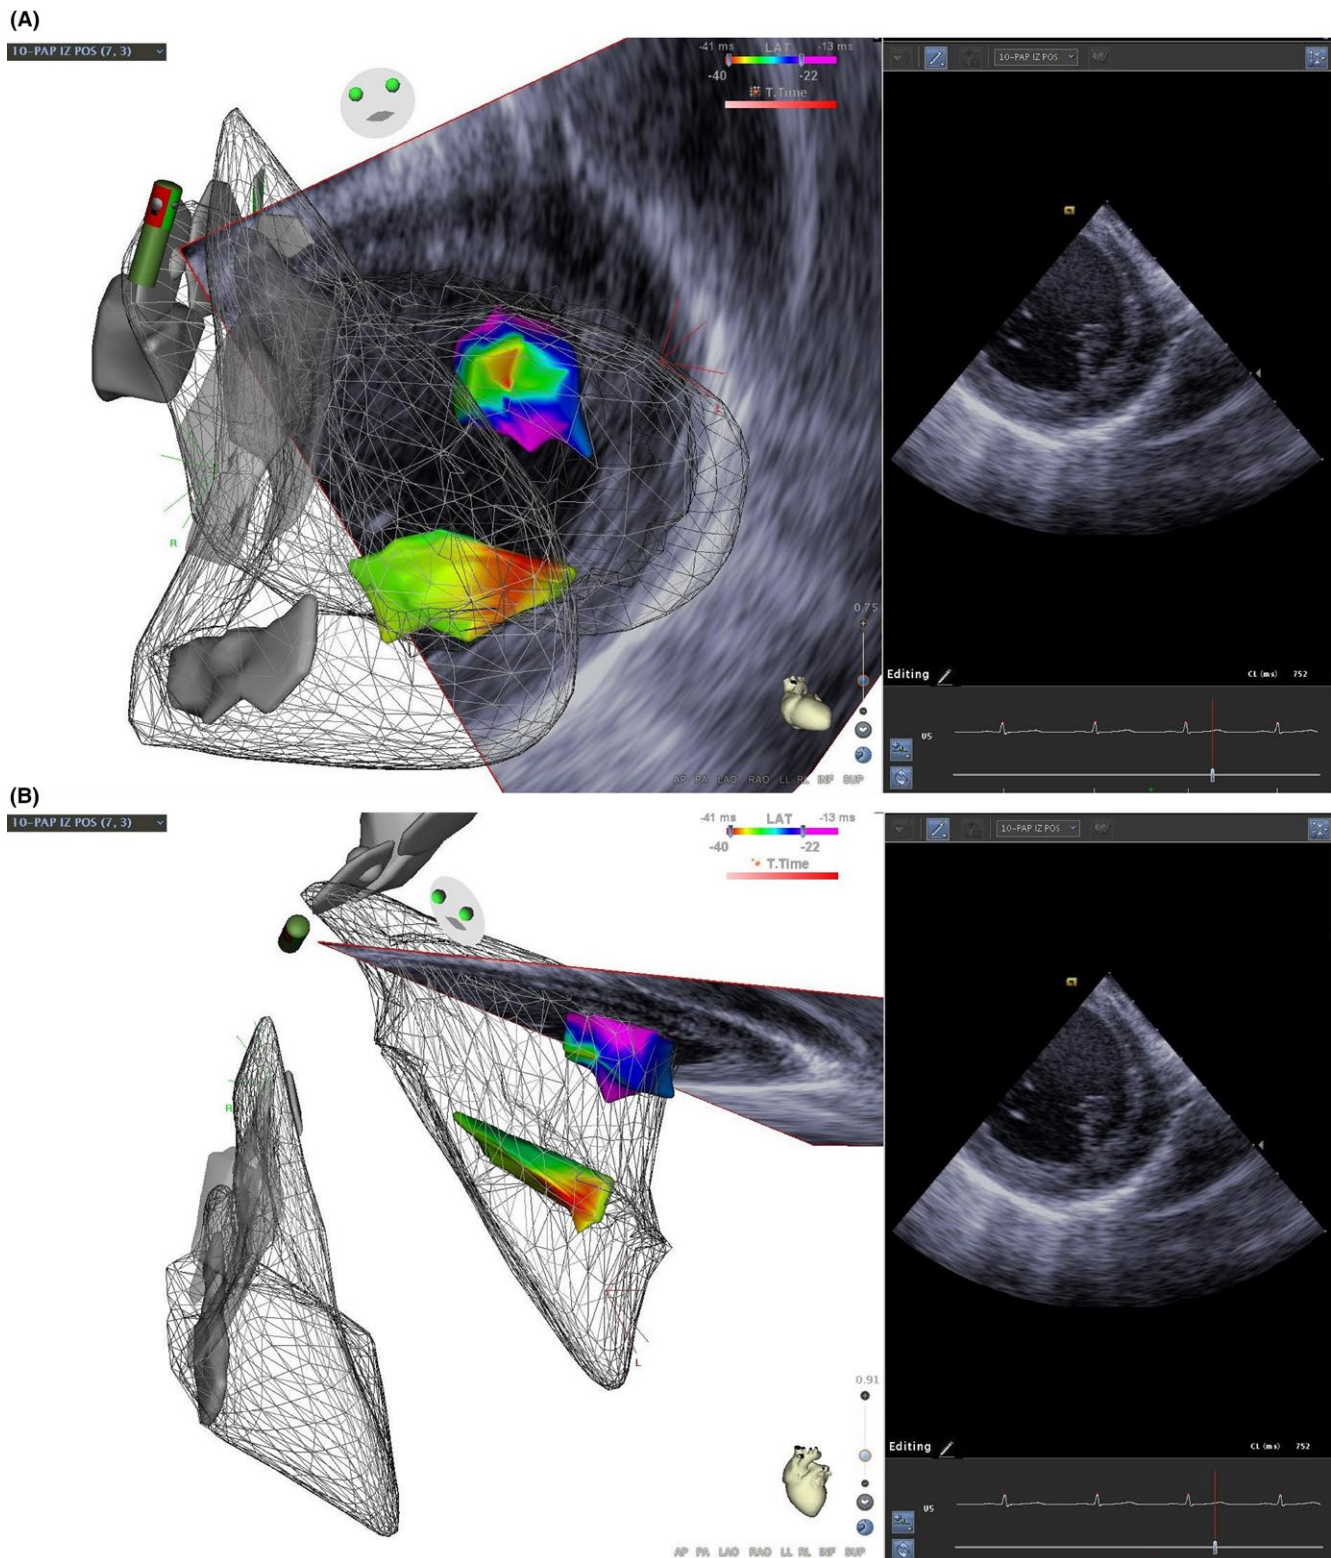 (A)
10-PAP IZ POS (7, 3)
-41 ms LAT -13 ms
-40 -22
T.Time
10-PAP IZ POS
R
L
0.75
Editing
CL (ms) 752
V5
AP PA LAO RAO LL RL INF SUP
(B)
10-PAP IZ POS (7, 3)
-41 ms LAT -13 ms
-40 -22
T.Time
10-PAP IZ POS
R
L
0.91
Editing
CL (ms) 752
V5
AP PA LAO RAO LL RL INF SUP